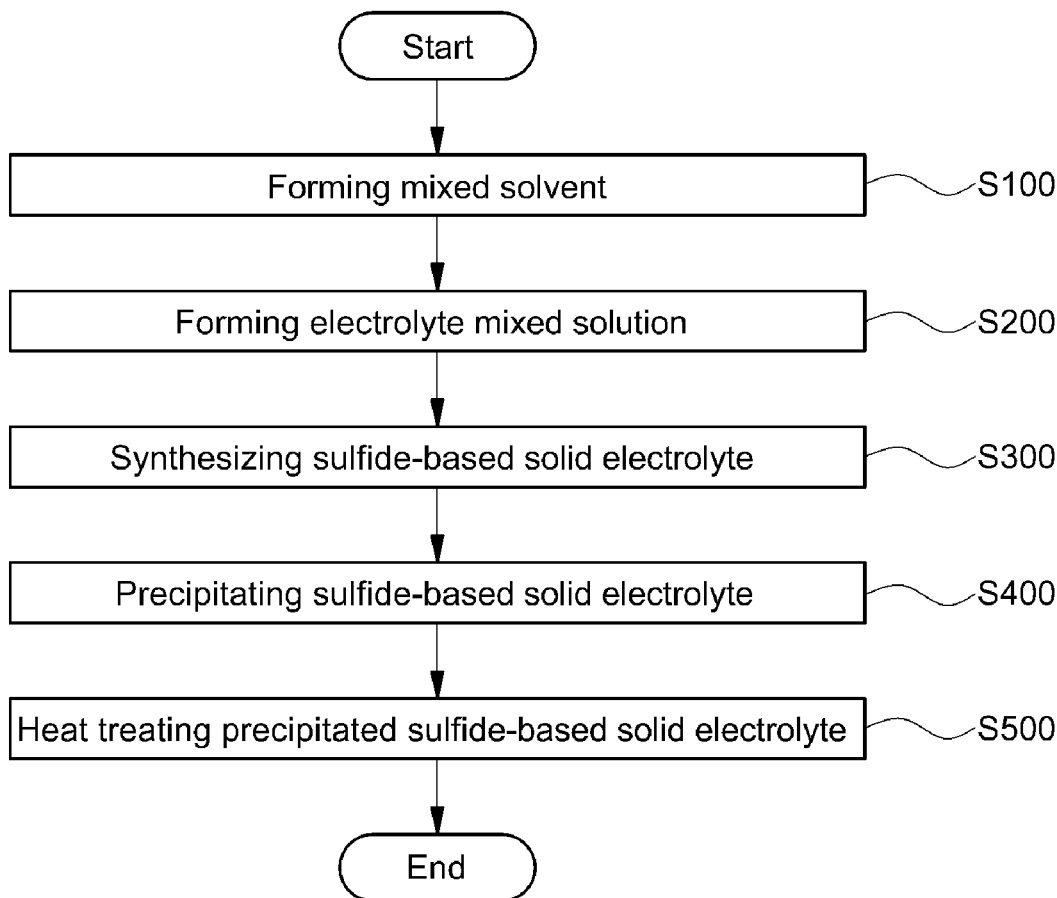 Start
Forming mixed solvent
S100
Forming electrolyte mixed solution
S200
Synthesizing sulfide-based solid electrolyte
S300
Precipitating sulfide-based solid electrolyte
S400
Heat treating precipitated sulfide-based solid electrolyte
S500
End